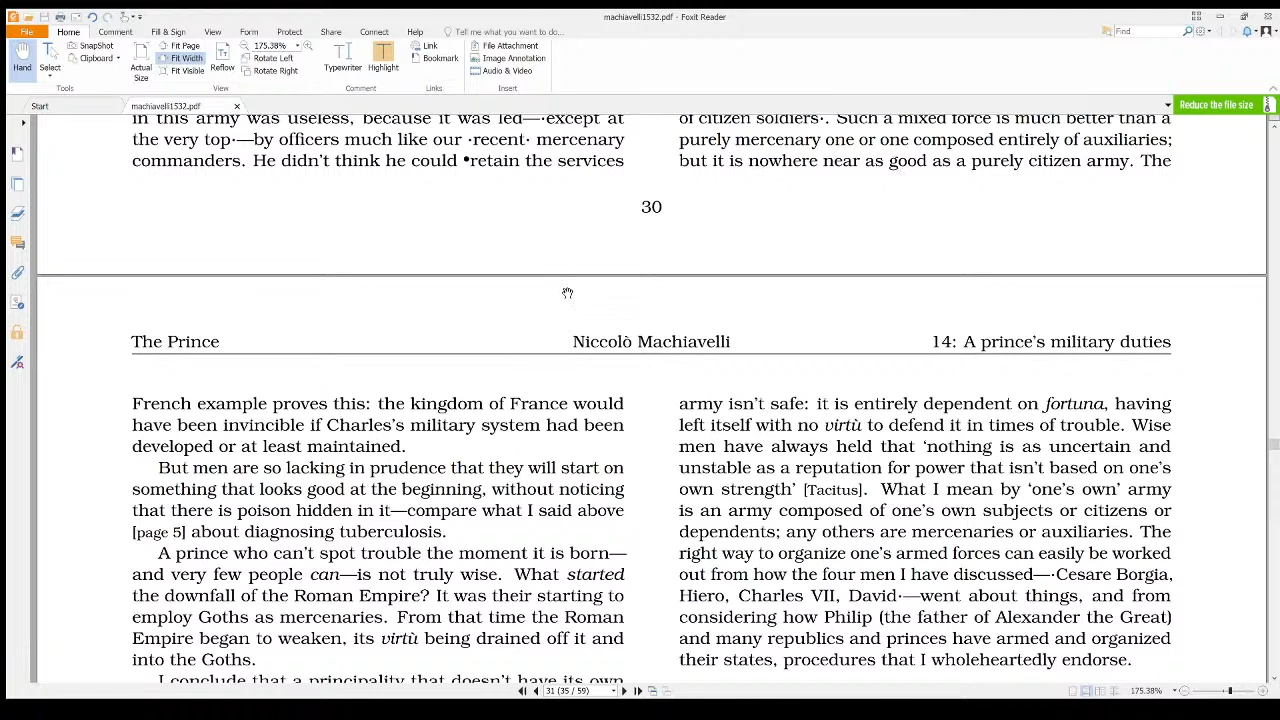 machiavelli1532.pdf - Foxit Reader
File Home Comment Fill & Sign View Form Protect Share Connect Help Tell me what you want to do... Find
Hand
Select
SnapShot
Clipboard
Tools
Actual Size
Fit Page
Fit Width
Fit Visible
Reflow
175.38%
Rotate Left
Rotate Right
View
Typewriter
Highlight
Comment
Link
Bookmark
Links
File Attachment
Image Annotation
Audio & Video
Insert
Start
machiavelli1532.pdf
Reduce the file size
in this army was useless, because it was led—·except at
the very top·—by officers much like our ·recent· mercenary
commanders. He didn't think he could •retain the services
of citizen soldiers·. Such a mixed force is much better than a
purely mercenary one or one composed entirely of auxiliaries;
but it is nowhere near as good as a purely citizen army. The
30
The Prince Niccolò Machiavelli 14: A prince's military duties
French example proves this: the kingdom of France would
have been invincible if Charles's military system had been
developed or at least maintained.
But men are so lacking in prudence that they will start on
something that looks good at the beginning, without noticing
that there is poison hidden in it—compare what I said above
[page 5] about diagnosing tuberculosis.
A prince who can't spot trouble the moment it is born—
and very few people can—is not truly wise. What started
the downfall of the Roman Empire? It was their starting to
employ Goths as mercenaries. From that time the Roman
Empire began to weaken, its virtù being drained off it and
into the Goths.
I conclude that a principality that doesn't have its own
army isn't safe: it is entirely dependent on fortuna, having
left itself with no virtù to defend it in times of trouble. Wise
men have always held that 'nothing is as uncertain and
unstable as a reputation for power that isn't based on one's
own strength' [Tacitus]. What I mean by 'one's own' army
is an army composed of one's own subjects or citizens or
dependents; any others are mercenaries or auxiliaries. The
right way to organize one's armed forces can easily be worked
out from how the four men I have discussed—·Cesare Borgia,
Hiero, Charles VII, David·—went about things, and from
considering how Philip (the father of Alexander the Great)
and many republics and princes have armed and organized
their states, procedures that I wholeheartedly endorse.
31 (35 / 59)
175.38%